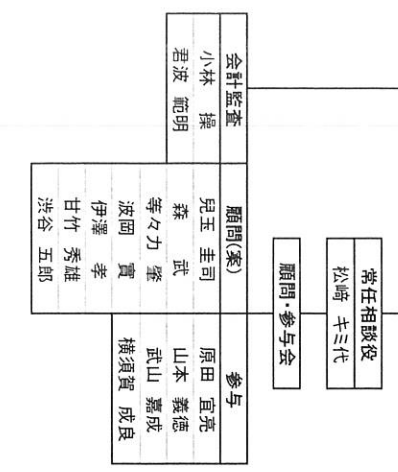 常任相談役
松﨑 キミ代
顧問・参与会
会計監査
小林 操
君波 範明
顧問(案)
兒玉 圭司
森 武
等々力 肇
波岡 實
伊澤 孝
甘竹 秀雄
渋谷 五郎
参与
原田 宜亮
山本 義徳
武山 嘉成
横須賀 成良